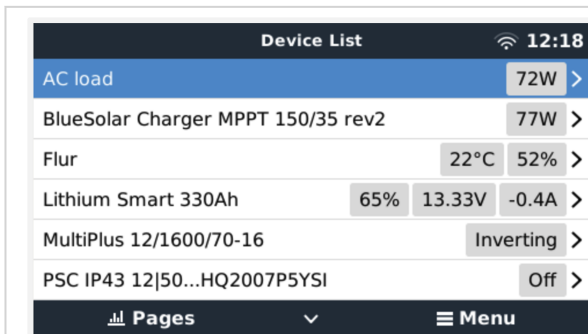 Device List 12:18
AC load 72W
BlueSolar Charger MPPT 150/35 rev2 77W
Flur 22°C 52%
Lithium Smart 330Ah 65% 13.33V -0.4A
MultiPlus 12/1600/70-16 Inverting
PSC IP43 12|50...HQ2007P5YSI Off
Pages Menu